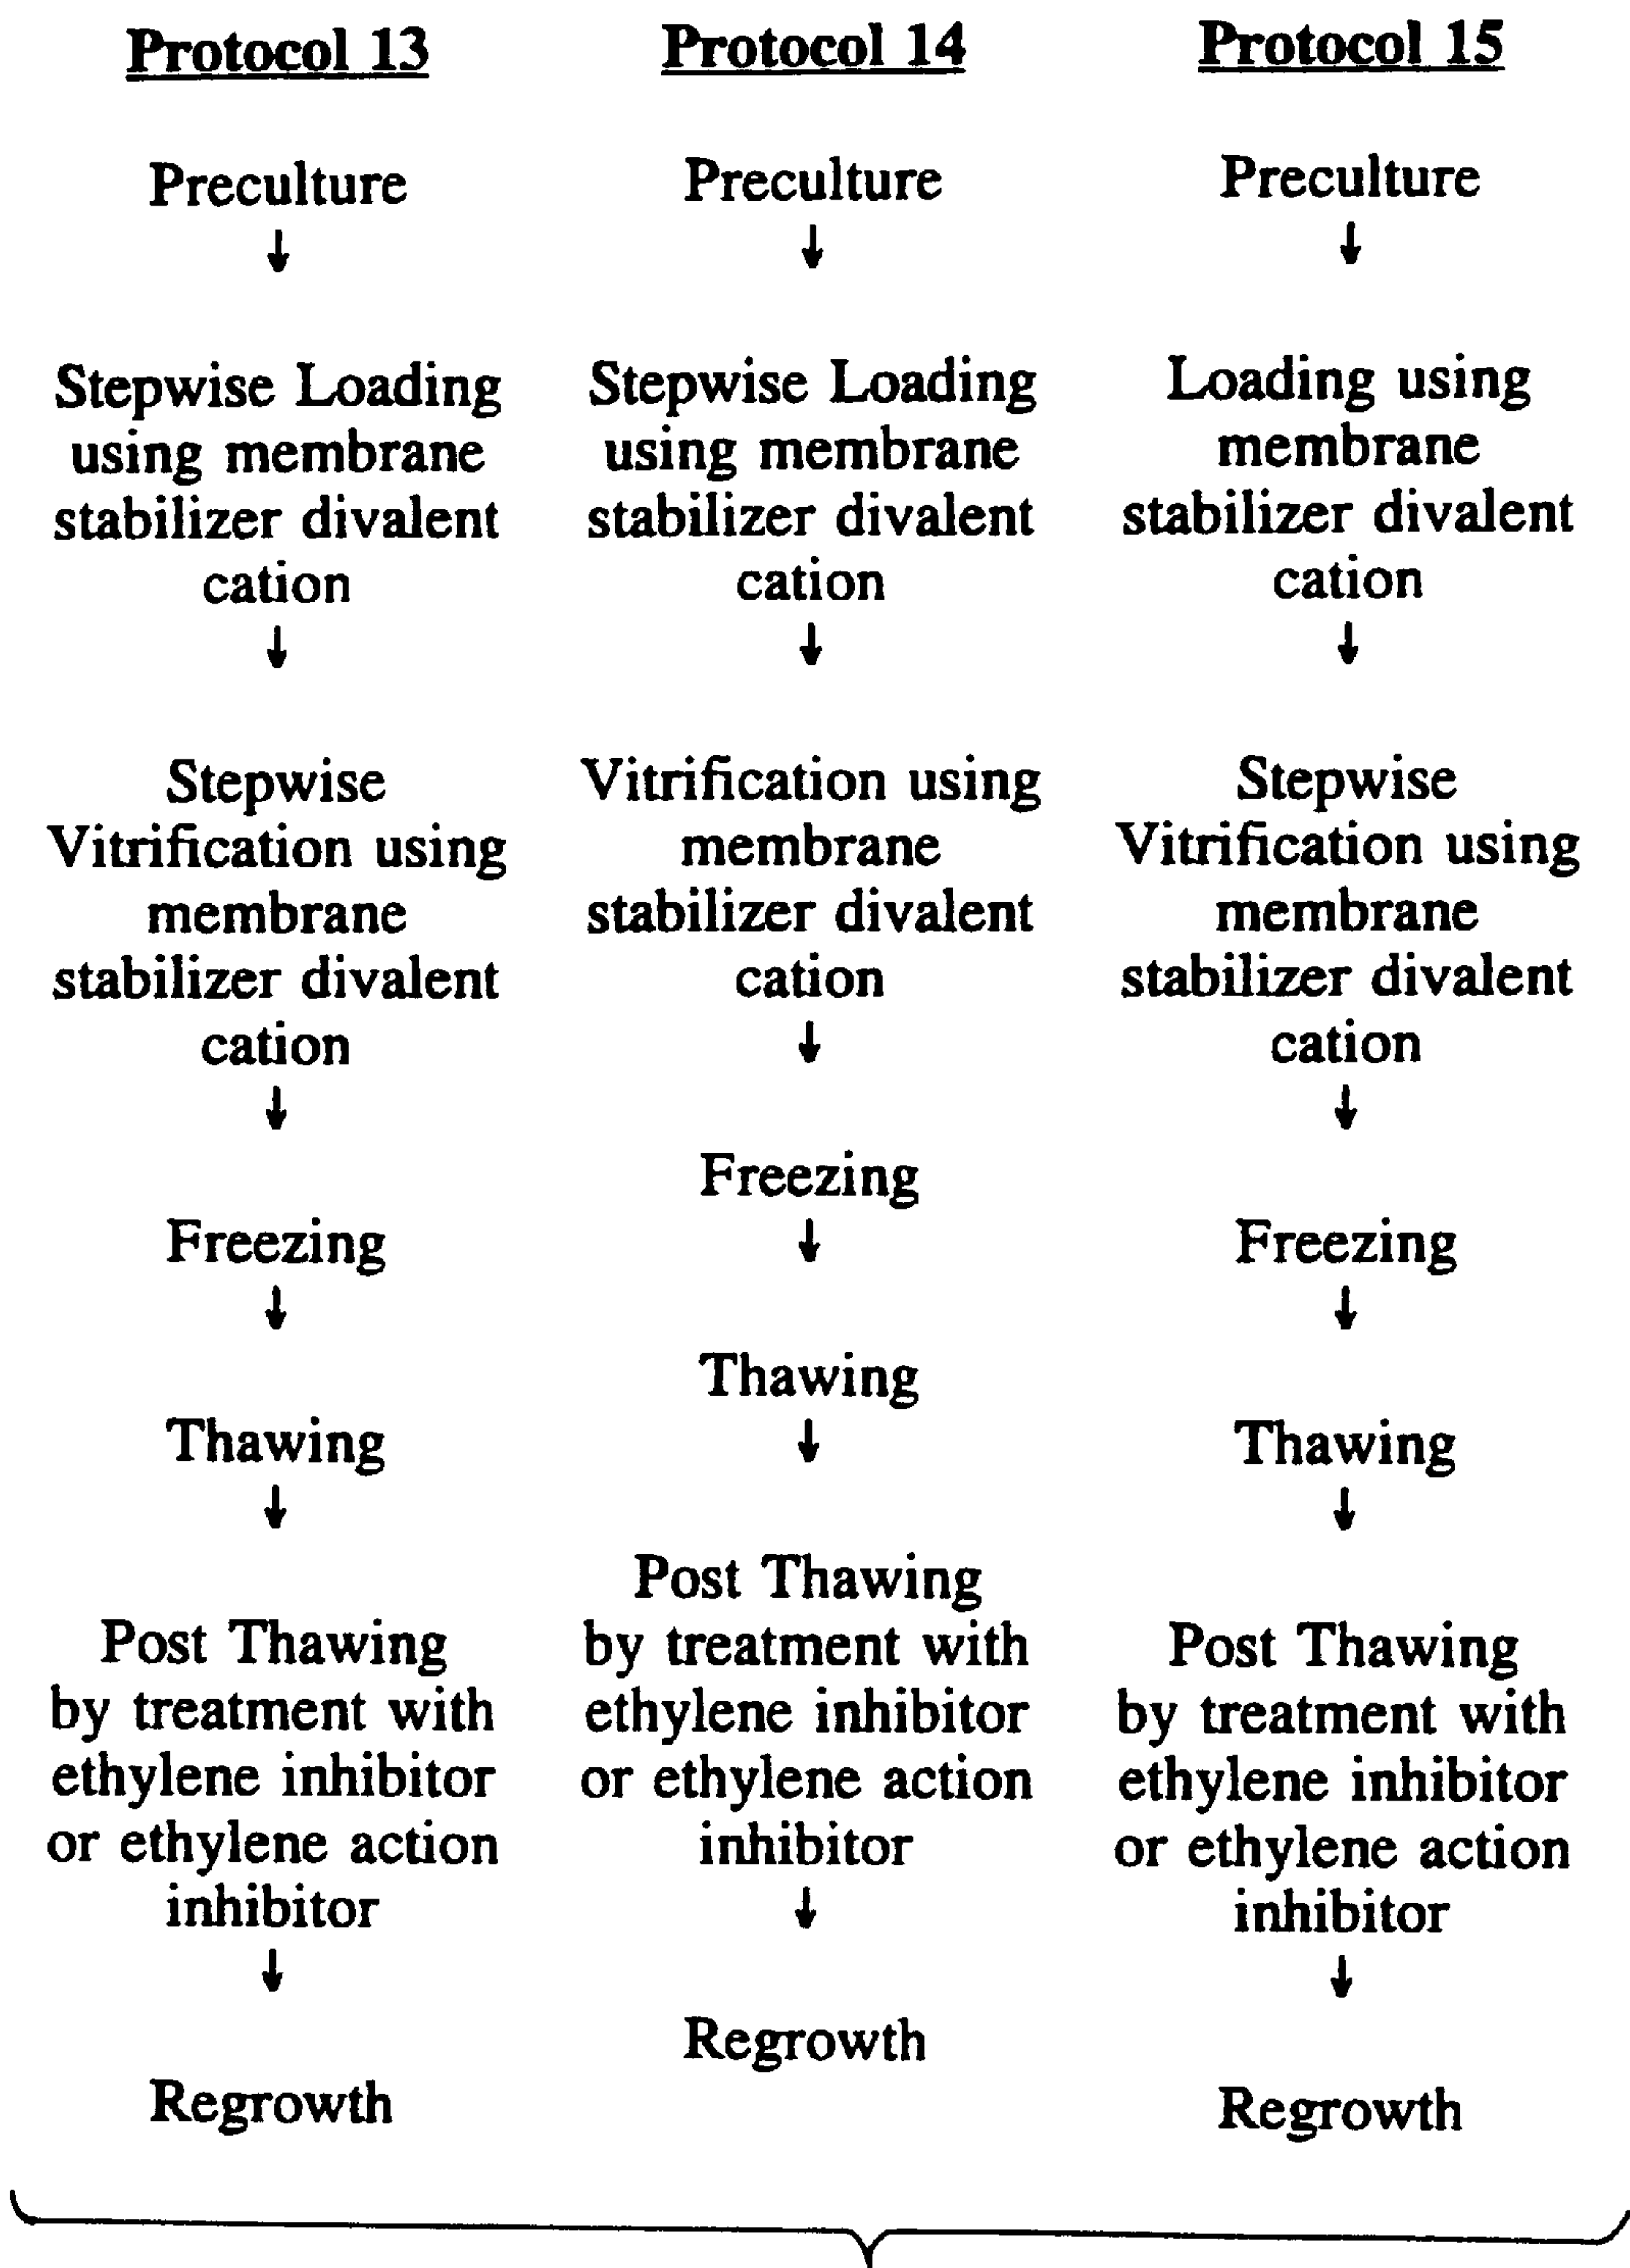 Protocol 13
Preculture
↓
Stepwise Loading
using membrane
stabilizer divalent
cation
↓
Stepwise
Vitrification using
membrane
stabilizer divalent
cation
↓
Freezing
↓
Thawing
↓
Post Thawing
by treatment with
ethylene inhibitor
or ethylene action
inhibitor
↓
Regrowth
Protocol 14
Preculture
↓
Stepwise Loading
using membrane
stabilizer divalent
cation
↓
Vitrification using
membrane
stabilizer divalent
cation
↓
Freezing
↓
Thawing
↓
Post Thawing
by treatment with
ethylene inhibitor
or ethylene action
inhibitor
↓
Regrowth
Protocol 15
Preculture
↓
Loading using
membrane
stabilizer divalent
cation
↓
Stepwise
Vitrification using
membrane
stabilizer divalent
cation
↓
Freezing
↓
Thawing
↓
Post Thawing
by treatment with
ethylene inhibitor
or ethylene action
inhibitor
↓
Regrowth